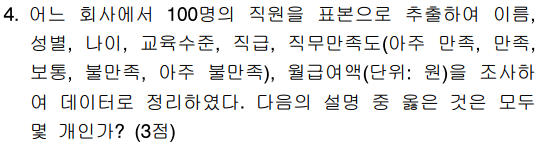 4. 어느 회사에서 100명의 직원을 표본으로 추출하여 이름,
성별, 나이, 교육수준, 직급, 직무만족도(아주 만족, 만족,
보통, 불만족, 아주 불만족), 월급여액(단위: 원)을 조사하
여 데이터로 정리하였다. 다음의 설명 중 옳은 것은 모두
몇 개인가? (3점)